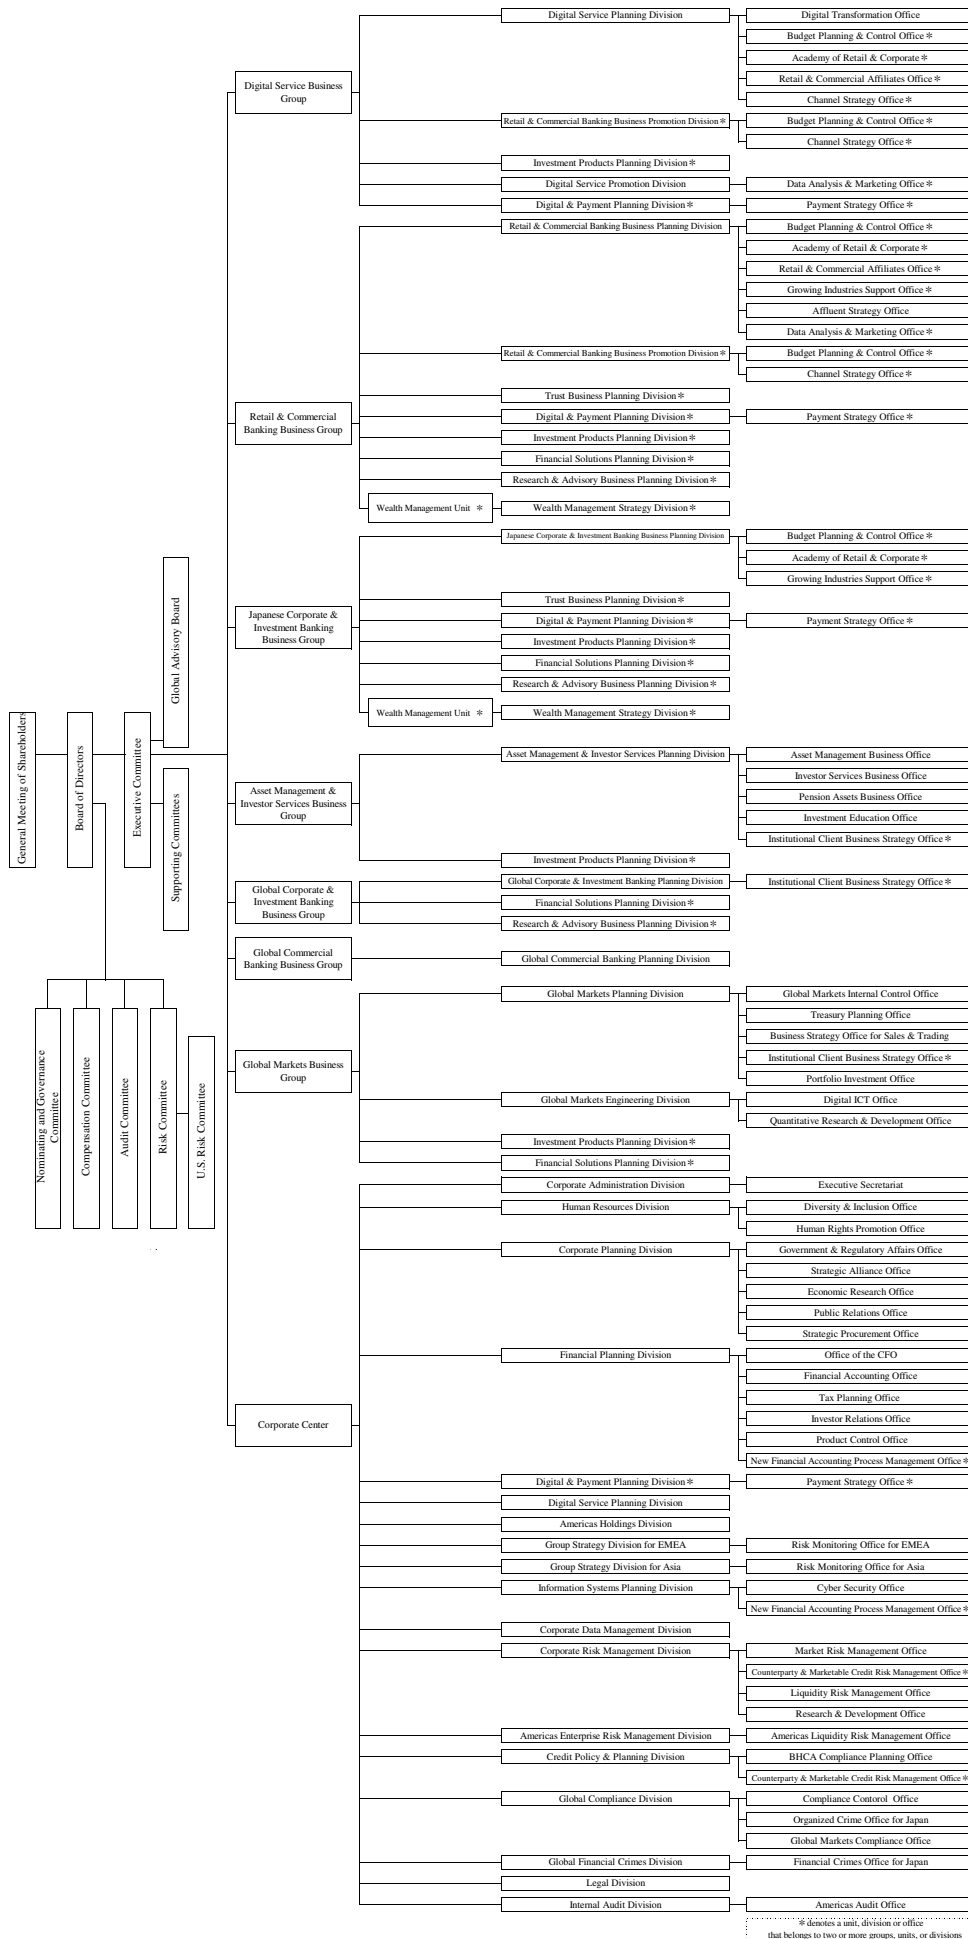 General Meeting of Shareholders
Board of Directors
Executive Committee
Global Advisory Board
Supporting Committees
Nominating and Governance
Committee
Compensation Committee
Audit Committee
Risk Committee
U.S. Risk Committee
Digital Service Business
Group
Digital Service Planning Division
Digital Transformation Office
Budget Planning & Control Office *
Academy of Retail & Corporate *
Retail & Commercial Affiliates Office *
Channel Strategy Office *
Retail & Commercial Banking Business Promotion Division *
Budget Planning & Control Office *
Channel Strategy Office *
Investment Products Planning Division *
Digital Service Promotion Division
Data Analysis & Marketing Office *
Digital & Payment Planning Division *
Payment Strategy Office *
Retail & Commercial
Banking Business Group
Retail & Commercial Banking Business Planning Division
Budget Planning & Control Office *
Academy of Retail & Corporate *
Retail & Commercial Affiliates Office *
Growing Industries Support Office *
Affluent Strategy Office
Data Analysis & Marketing Office *
Retail & Commercial Banking Business Promotion Division *
Budget Planning & Control Office *
Channel Strategy Office *
Trust Business Planning Division *
Digital & Payment Planning Division *
Payment Strategy Office *
Investment Products Planning Division *
Financial Solutions Planning Division *
Research & Advisory Business Planning Division *
Wealth Management Unit *
Wealth Management Strategy Division *
Japanese Corporate &
Investment Banking
Business Group
Japanese Corporate & Investment Banking Business Planning Division
Budget Planning & Control Office *
Academy of Retail & Corporate *
Growing Industries Support Office *
Trust Business Planning Division *
Digital & Payment Planning Division *
Payment Strategy Office *
Investment Products Planning Division *
Financial Solutions Planning Division *
Research & Advisory Business Planning Division *
Wealth Management Unit *
Wealth Management Strategy Division *
Asset Management &
Investor Services Business
Group
Asset Management & Investor Services Planning Division
Asset Management Business Office
Investor Services Business Office
Pension Assets Business Office
Investment Education Office
Institutional Client Business Strategy Office *
Investment Products Planning Division *
Global Corporate &
Investment Banking
Business Group
Global Corporate & Investment Banking Planning Division
Institutional Client Business Strategy Office *
Financial Solutions Planning Division *
Research & Advisory Business Planning Division *
Global Commercial
Banking Business Group
Global Commercial Banking Planning Division
Global Markets Business
Group
Global Markets Planning Division
Global Markets Internal Control Office
Treasury Planning Office
Business Strategy Office for Sales & Trading
Institutional Client Business Strategy Office *
Portfolio Investment Office
Global Markets Engineering Division
Digital ICT Office
Quantitative Research & Development Office
Investment Products Planning Division *
Financial Solutions Planning Division *
Corporate Center
Corporate Administration Division
Executive Secretariat
Human Resources Division
Diversity & Inclusion Office
Human Rights Promotion Office
Corporate Planning Division
Government & Regulatory Affairs Office
Strategic Alliance Office
Economic Research Office
Public Relations Office
Strategic Procurement Office
Financial Planning Division
Office of the CFO
Financial Accounting Office
Tax Planning Office
Investor Relations Office
Product Control Office
New Financial Accounting Process Management Office *
Digital & Payment Planning Division *
Payment Strategy Office *
Digital Service Planning Division
Americas Holdings Division
Group Strategy Division for EMEA
Risk Monitoring Office for EMEA
Group Strategy Division for Asia
Risk Monitoring Office for Asia
Information Systems Planning Division
Cyber Security Office
New Financial Accounting Process Management Office *
Corporate Data Management Division
Corporate Risk Management Division
Market Risk Management Office
Counterparty & Marketable Credit Risk Management Office *
Liquidity Risk Management Office
Research & Development Office
Americas Enterprise Risk Management Division
Americas Liquidity Risk Management Office
Credit Policy & Planning Division
BHCA Compliance Planning Office
Counterparty & Marketable Credit Risk Management Office *
Global Compliance Division
Compliance Contorol Office
Organized Crime Office for Japan
Global Markets Compliance Office
Global Financial Crimes Division
Financial Crimes Office for Japan
Legal Division
Internal Audit Division
Americas Audit Office
* denotes a unit, division or office
that belongs to two or more groups, units, or divisions